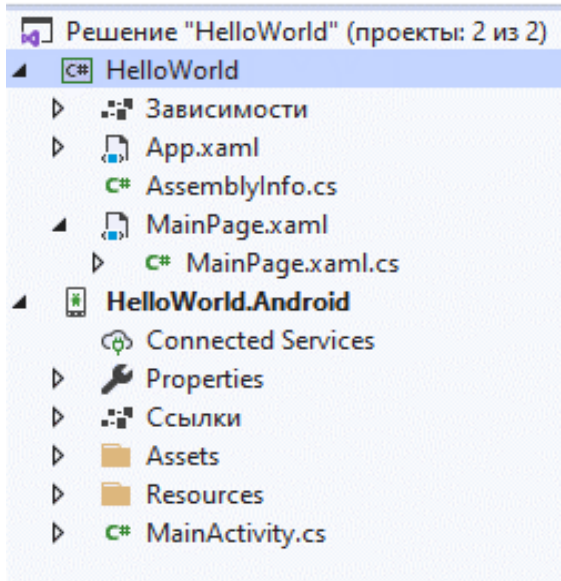 Решение "HelloWorld" (проекты: 2 из 2)
C# HelloWorld
Зависимости
App.xaml
C# AssemblyInfo.cs
MainPage.xaml
C# MainPage.xaml.cs
HelloWorld.Android
Connected Services
Properties
Ссылки
Assets
Resources
C# MainActivity.cs